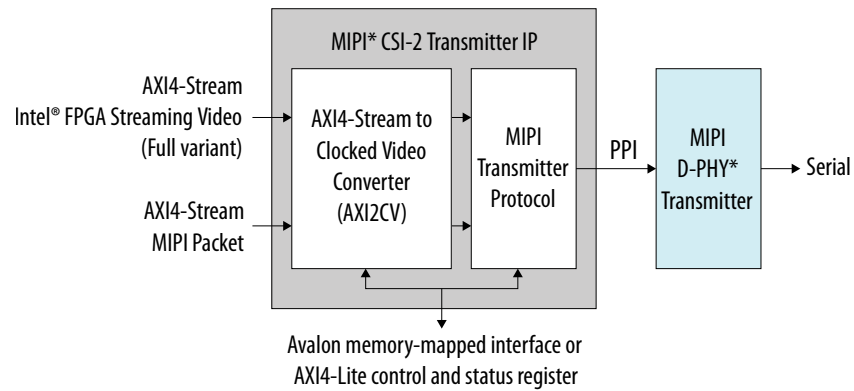 MIPI* CSI-2 Transmitter IP
AXI4-Stream
Intel® FPGA Streaming Video
(Full variant)
AXI4-Stream
MIPI Packet
AXI4-Stream to
Clocked Video
Converter
(AXI2CV)
MIPI
Transmitter
Protocol
PPI
MIPI
D-PHY*
Transmitter
Serial
Avalon memory-mapped interface or
AXI4-Lite control and status register